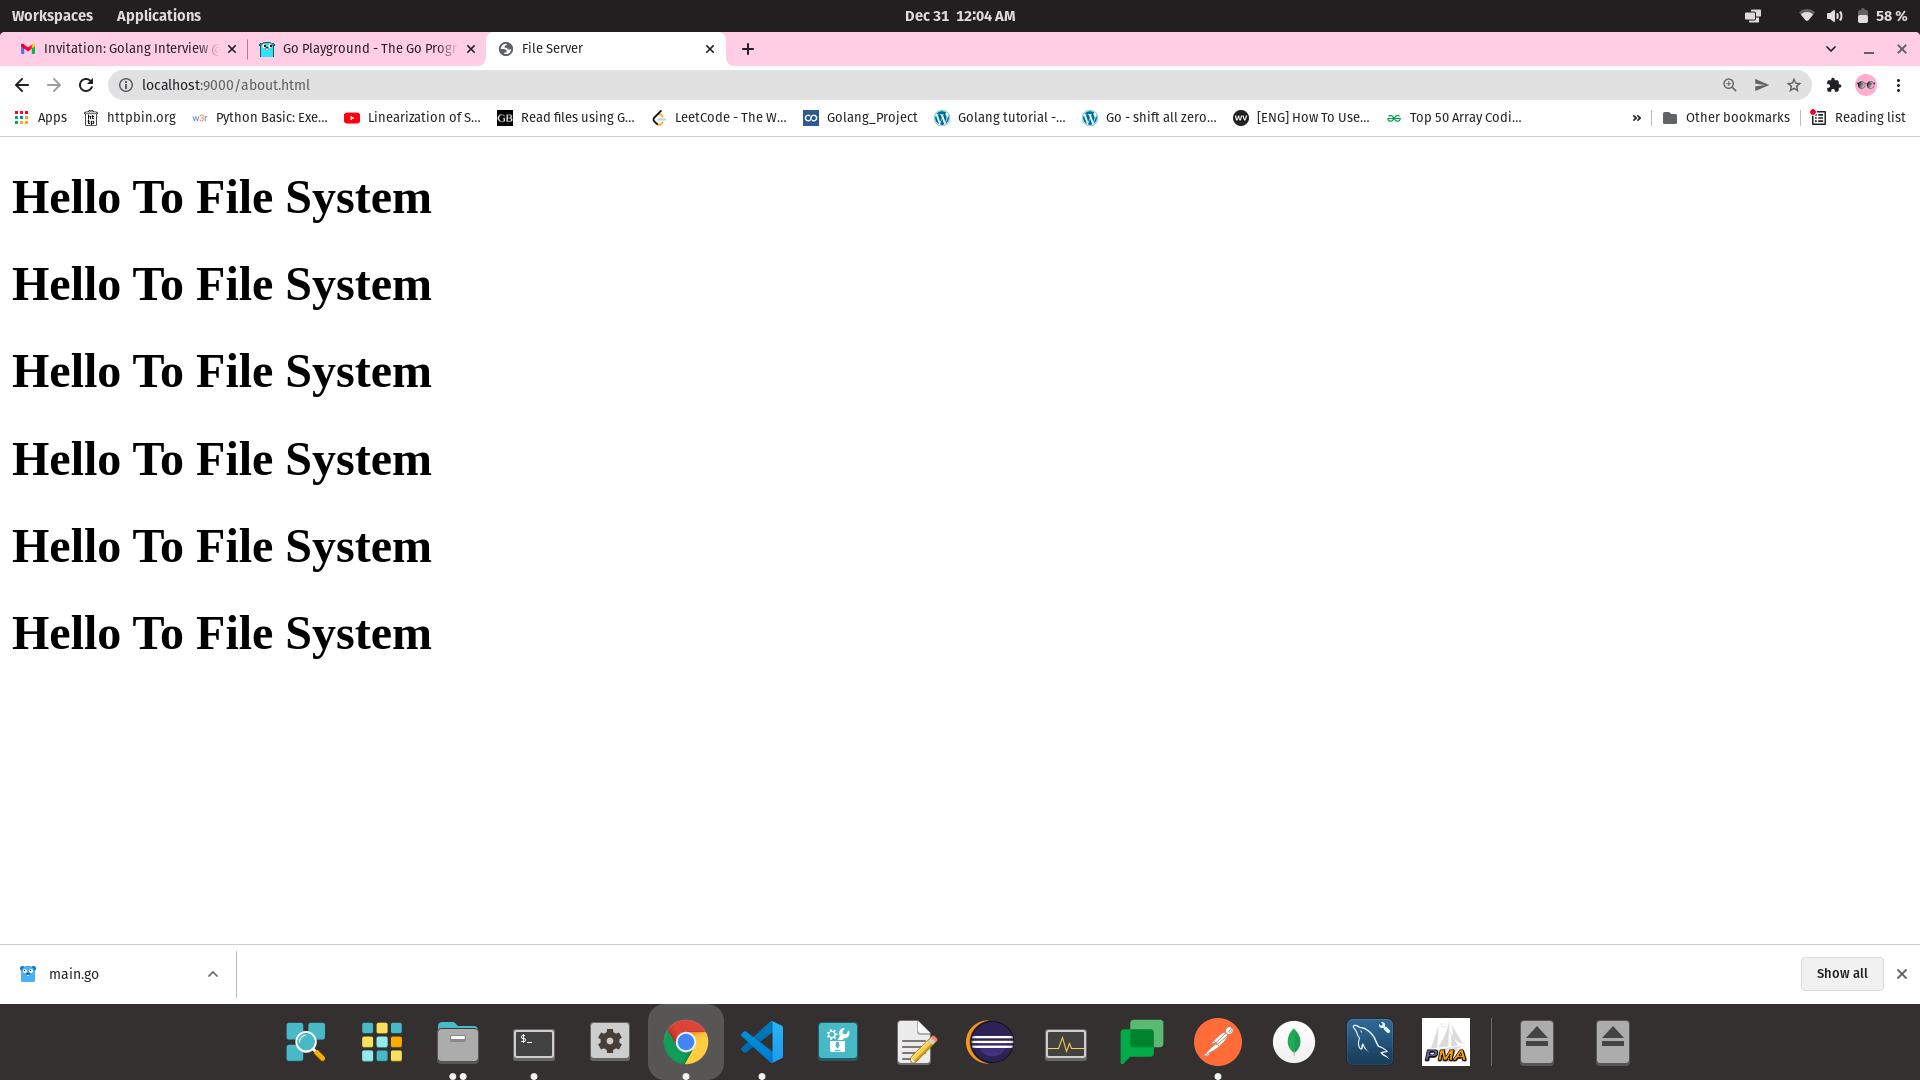 Workspaces Applications Dec 31 12:04 AM 58 %
Invitation: Golang Interview @ Go Playground - The Go Progr File Server
localhost:9000/about.html
Apps httpbin.org Python Basic: Exe... Linearization of S... Read files using G... LeetCode - The W... Golang_Project Golang tutorial -... Go - shift all zero... [ENG] How To Use... Top 50 Array Codi... » Other bookmarks Reading list
Hello To File System
Hello To File System
Hello To File System
Hello To File System
Hello To File System
Hello To File System
main.go Show all
$_ PMA